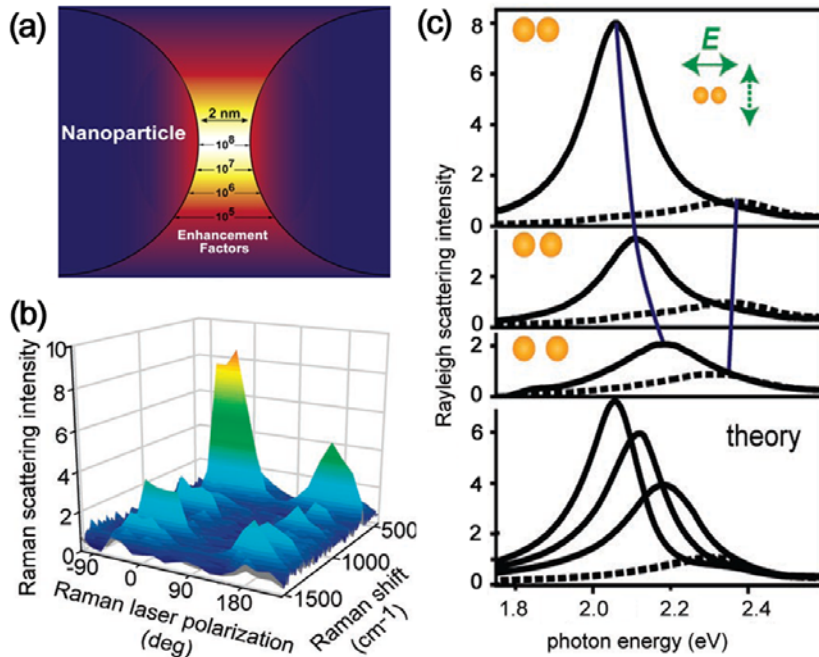 (a)
Nanoparticle
2 nm
10⁸
10⁷
10⁶
10⁵
Enhancement
Factors
(b)
Raman scattering intensity
10
8
6
4
2
0
-90
0
90
180
Raman laser polarization
(deg)
500
1000
1500
Raman shift
(cm⁻¹)
(c)
Rayleigh scattering intensity
8
6
4
2
0
E
2
0
2
0
theory
6
4
2
0
1.8
2.0
2.2
2.4
photon energy (eV)